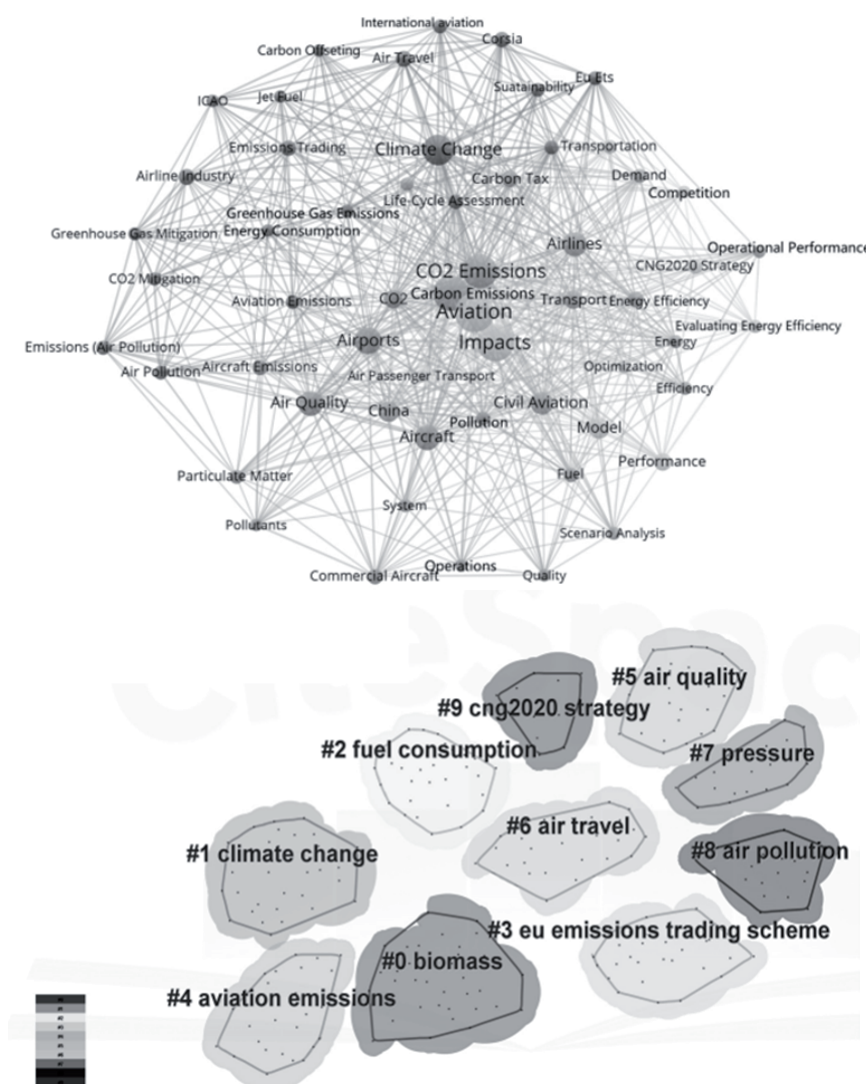 International aviation
Carbon Offseting
Air Travel
Corsia
Eu Ets
ICAO
Jet Fuel
Suatainability
Emissions Trading
Climate Change
Transportation
Airline Industry
Carbon Tax
Demand
Life-Cycle Assessment
Competition
Greenhouse Gas Emissions
Greenhouse Gas Mitigation
Energy Consumption
Airlines
Operational Performance
CO2 Mitigation
CO2 Emissions
CNG2020 Strategy
Aviation Emissions
CO2
Carbon Emissions
Transport
Energy Efficiency
Aviation
Evaluating Energy Efficiency
Emissions (Air Pollution)
Airports
Impacts
Energy
Air Pollution
Aircraft Emissions
Air Passenger Transport
Optimization
Efficiency
Air Quality
China
Pollution
Civil Aviation
Aircraft
Model
Particulate Matter
Fuel
Performance
System
Pollutants
Scenario Analysis
Commercial Aircraft
Operations
Quality
CiteSpac
#5 air quality
#9 cng2020 strategy
#2 fuel consumption
#7 pressure
#6 air travel
#1 climate change
#8 air pollution
#3 eu emissions trading scheme
#0 biomass
#4 aviation emissions